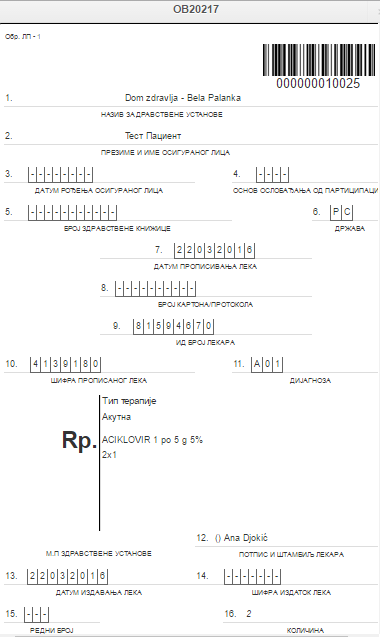 OB20217
Обр. ЛП - 1
000000010025
1. Dom zdravlja - Bela Palanka
НАЗИВ ЗАДРАВСТВЕНЕ УСТАНОВЕ
2. Тест Пациент
ПРЕЗИМЕ И ИМЕ ОСИГУРАНОГ ЛИЦА
3. - - - - - - - - 4. - - - -
ДАТУМ РОЂЕЊА ОСИГУРАНОГ ЛИЦА ОСНОВ ОСЛОБАЂАЊА ОД ПАРТИЦИПАЦИ
5. - - - - - - - - - - - 6. Р С
БРОЈ ЗДРАВСТВЕНЕ КЊИЖИЦЕ ДРЖАВА
7. 2 2 0 3 2 0 1 6
ДАТУМ ПРОПИСИВАЊА ЛЕКА
8. - - - - - - - - - -
БРОЈ КАРТОНА/ПРОТОКОЛА
9. 8 1 5 9 4 6 7 0
ИД БРОЈ ЛЕКАРА
10. 4 1 3 9 1 8 0 11. A 0 1
ШИФРА ПРОПИСАНОГ ЛЕКА ДИЈАГНОЗА
Тип терапије
Акутна
Rp. ACIKLOVIR 1 po 5 g 5%
2x1
12. () Ana Djokić
М.П ЗДРАВСТВЕНЕ УСТАНОВЕ ПОТПИС И ШТАМБИЉ ЛЕКАРА
13. 2 2 0 3 2 0 1 6 14. - - - - - - -
ДАТУМ ИЗДАВАЊА ЛЕКА ШИФРА ИЗДАТОК ЛЕКА
15. - - - 16. 2
РЕДНИ БРОЈ КОЛИЧИНА